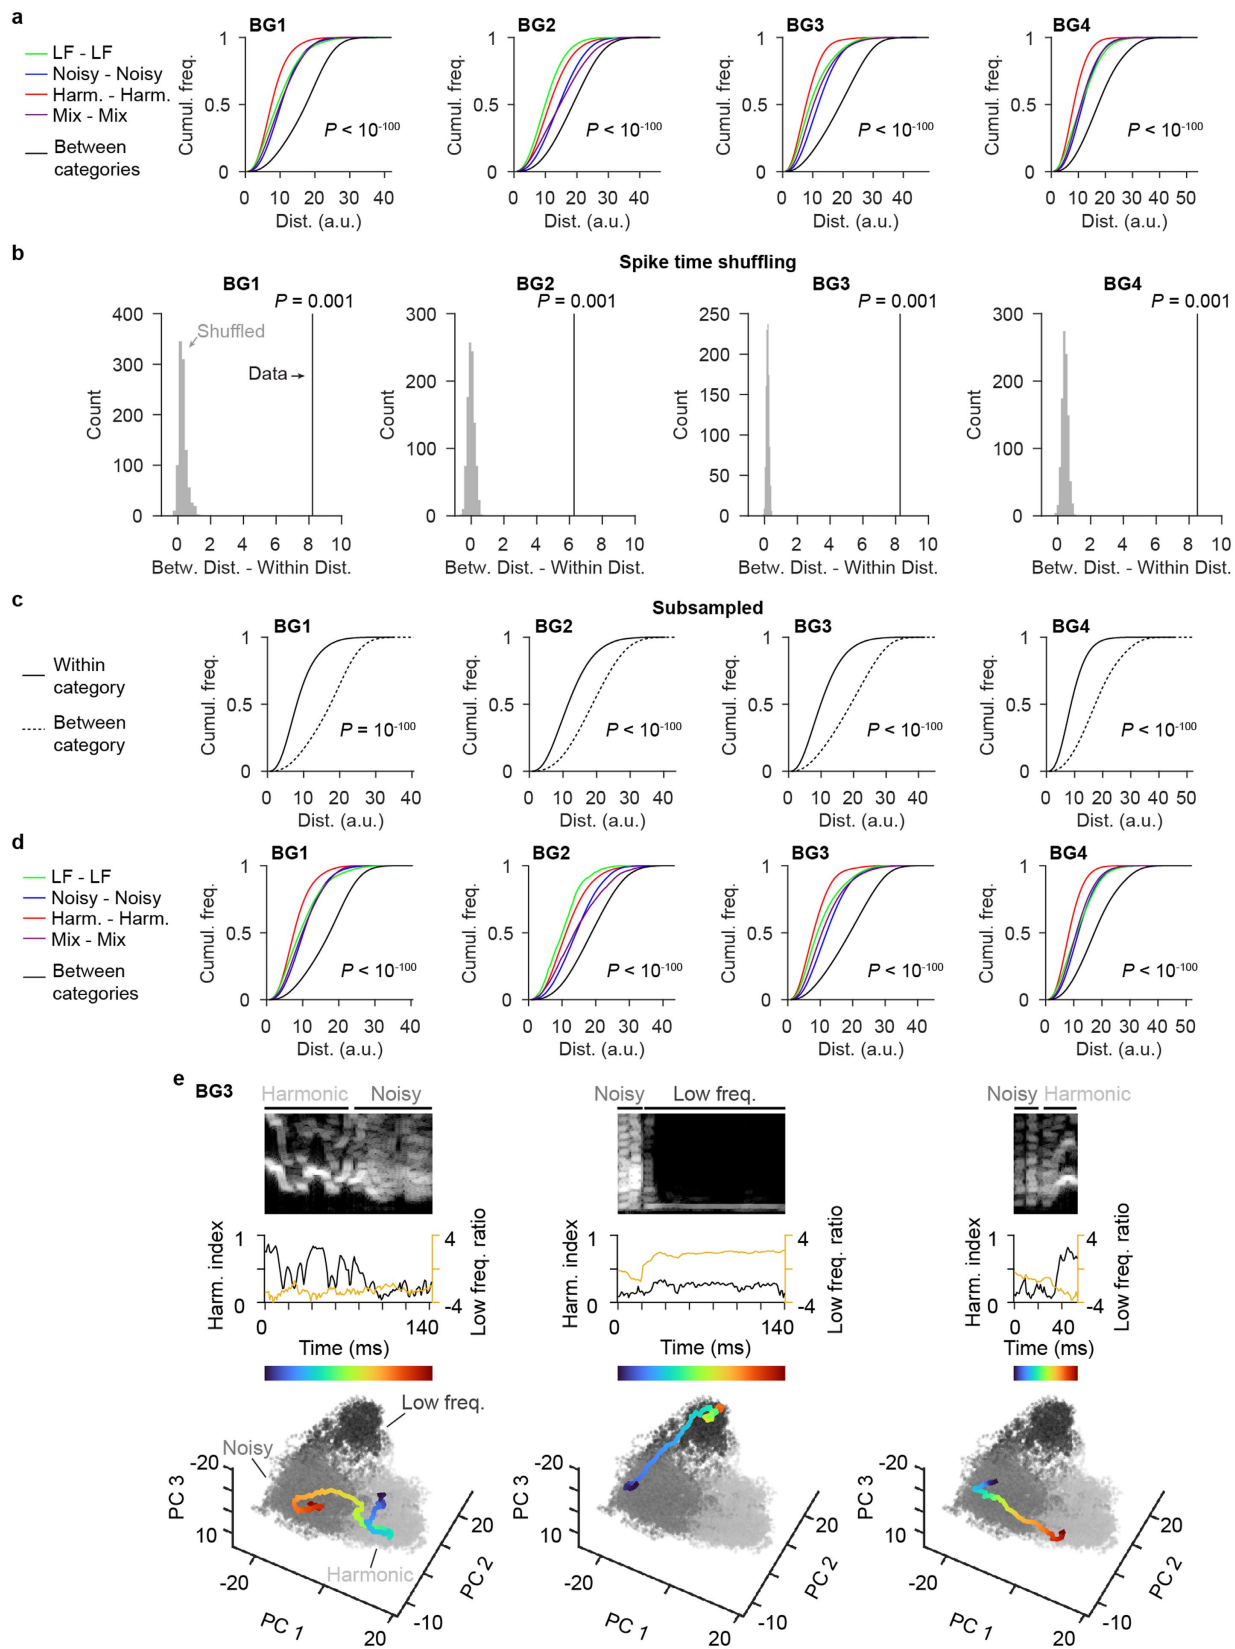 a
LF - LF
Noisy - Noisy
Harm. - Harm.
Mix - Mix
Between
categories
BG1
Cumul. freq.
1
0.5
0
P < 10-100
0 10 20 30 40
Dist. (a.u.)
BG2
Cumul. freq.
1
0.5
0
P < 10-100
0 10 20 30 40
Dist. (a.u.)
BG3
Cumul. freq.
1
0.5
0
P < 10-100
0 10 20 30 40
Dist. (a.u.)
BG4
Cumul. freq.
1
0.5
0
P < 10-100
0 10 20 30 40 50
Dist. (a.u.)
b
Spike time shuffling
BG1
P = 0.001
Shuffled
Data
Count
400
300
200
100
0
0 2 4 6 8 10
Betw. Dist. - Within Dist.
BG2
P = 0.001
Count
300
200
100
0
0 2 4 6 8 10
Betw. Dist. - Within Dist.
BG3
P = 0.001
Count
250
200
150
100
50
0
0 2 4 6 8 10
Betw. Dist. - Within Dist.
BG4
P = 0.001
Count
300
200
100
0
0 2 4 6 8 10
Betw. Dist. - Within Dist.
c
Subsampled
Within
category
Between
category
BG1
Cumul. freq.
1
0.5
0
P = 10-100
0 10 20 30 40
Dist. (a.u.)
BG2
Cumul. freq.
1
0.5
0
P < 10-100
0 10 20 30 40
Dist. (a.u.)
BG3
Cumul. freq.
1
0.5
0
P < 10-100
0 10 20 30 40
Dist. (a.u.)
BG4
Cumul. freq.
1
0.5
0
P < 10-100
0 10 20 30 40 50
Dist. (a.u.)
d
LF - LF
Noisy - Noisy
Harm. - Harm.
Mix - Mix
Between
categories
BG1
Cumul. freq.
1
0.5
0
P < 10-100
0 10 20 30 40
Dist. (a.u.)
BG2
Cumul. freq.
1
0.5
0
P < 10-100
0 10 20 30 40
Dist. (a.u.)
BG3
Cumul. freq.
1
0.5
0
P < 10-100
0 10 20 30 40
Dist. (a.u.)
BG4
Cumul. freq.
1
0.5
0
P < 10-100
0 10 20 30 40 50
Dist. (a.u.)
e
BG3
Harmonic Noisy
Harm. index
1
0
4
-4
Low freq. ratio
0 140
Time (ms)
Noisy Low freq.
Harm. index
1
0
4
-4
Low freq. ratio
0 140
Time (ms)
Noisy Harmonic
Harm. index
1
0
4
-4
Low freq. ratio
0 40
Time (ms)
Low freq.
Noisy
Harmonic
PC 3
-20
10
-20
PC 1
20
-10
20
PC 2
PC 3
-20
10
-20
PC 1
20
-10
20
PC 2
PC 3
-20
10
-20
PC 1
20
-10
20
PC 2